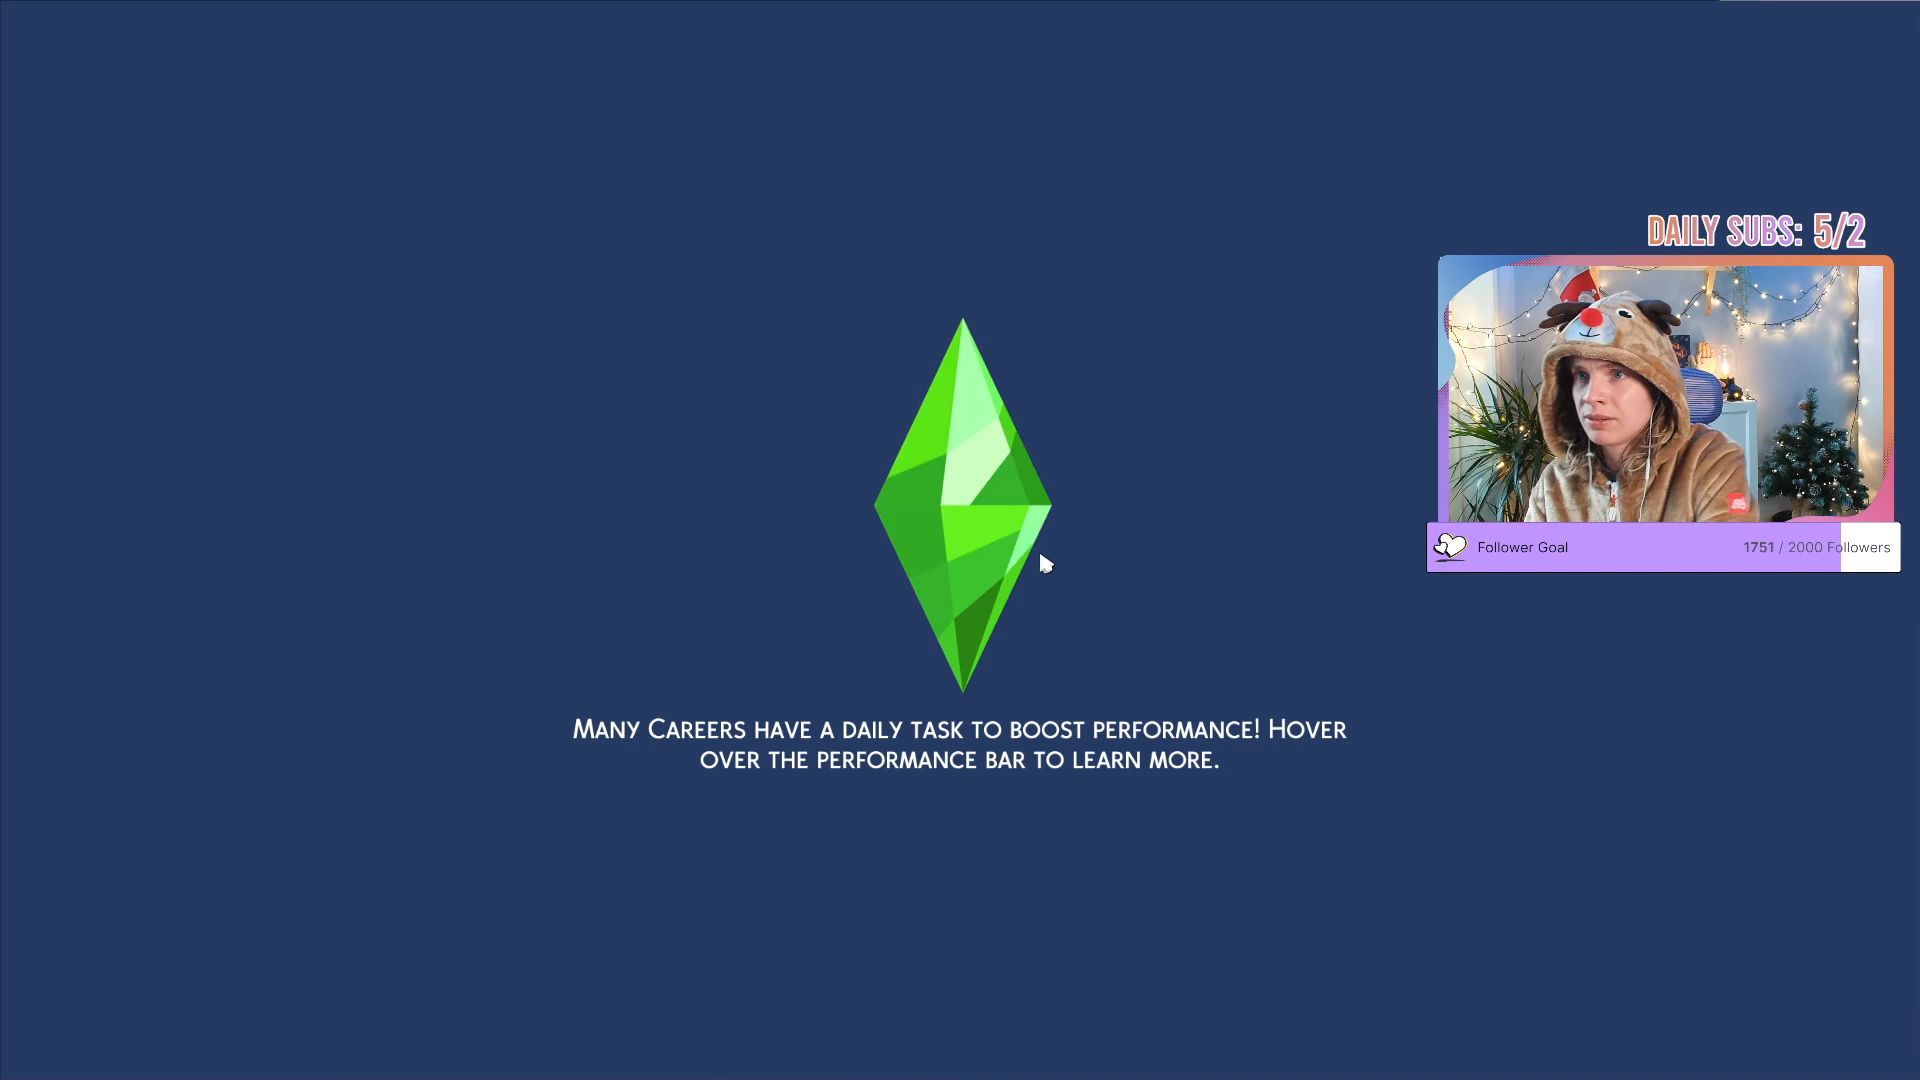 DAILY SUBS: 5/2
Follower Goal 1751 / 2000 Followers
MANY CAREERS HAVE A DAILY TASK TO BOOST PERFORMANCE! HOVER
OVER THE PERFORMANCE BAR TO LEARN MORE.